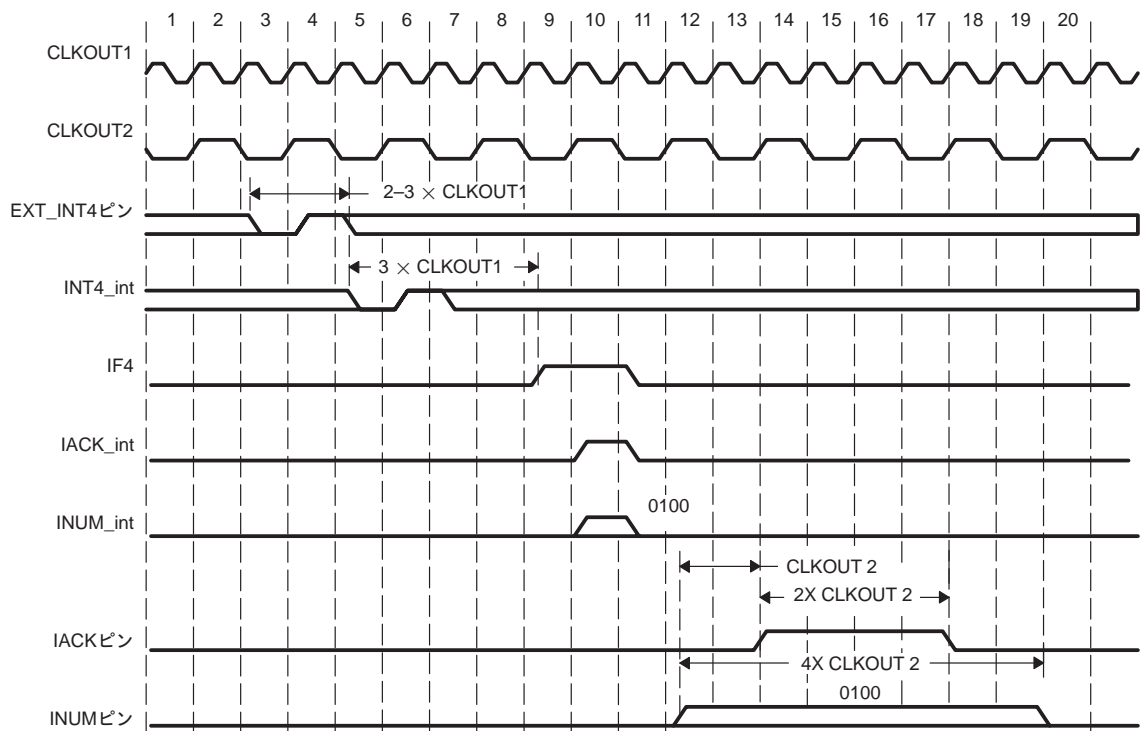 1 2 3 4 5 6 7 8 9 10 11 12 13 14 15 16 17 18 19 20
CLKOUT1
CLKOUT2
2–3 × CLKOUT1
EXT_INT4ピン
3 × CLKOUT1
INT4_int
IF4
IACK_int
0100
INUM_int
CLKOUT 2
2X CLKOUT 2
IACKピン
4X CLKOUT 2
0100
INUMピン